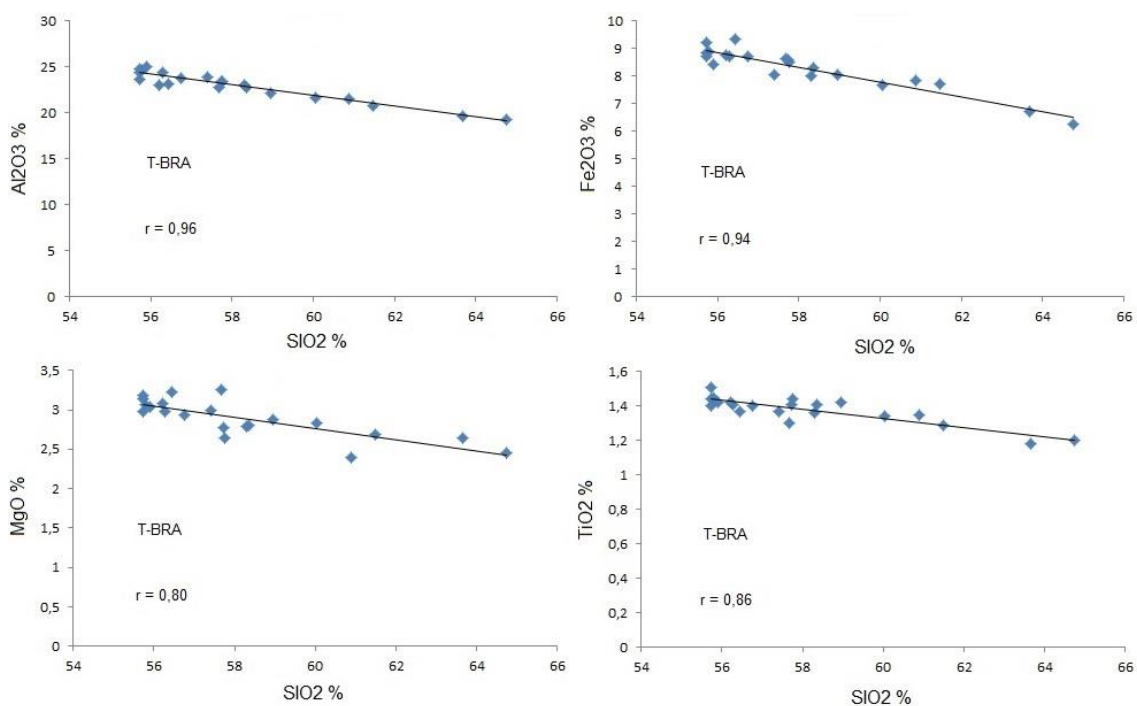 30
25
20
15
10
5
0
Al2O3 %
T-BRA
r = 0,96
54 56 58 60 62 64 66
SIO2 %
10
9
8
7
6
5
4
3
2
1
0
Fe2O3 %
T-BRA
r = 0,94
54 56 58 60 62 64 66
SIO2 %
3,5
3
2,5
2
1,5
1
0,5
0
MgO %
T-BRA
r = 0,80
54 56 58 60 62 64 66
SIO2 %
1,6
1,4
1,2
1
0,8
0,6
0,4
0,2
0
TiO2 %
T-BRA
r = 0,86
54 56 58 60 62 64 66
SIO2 %